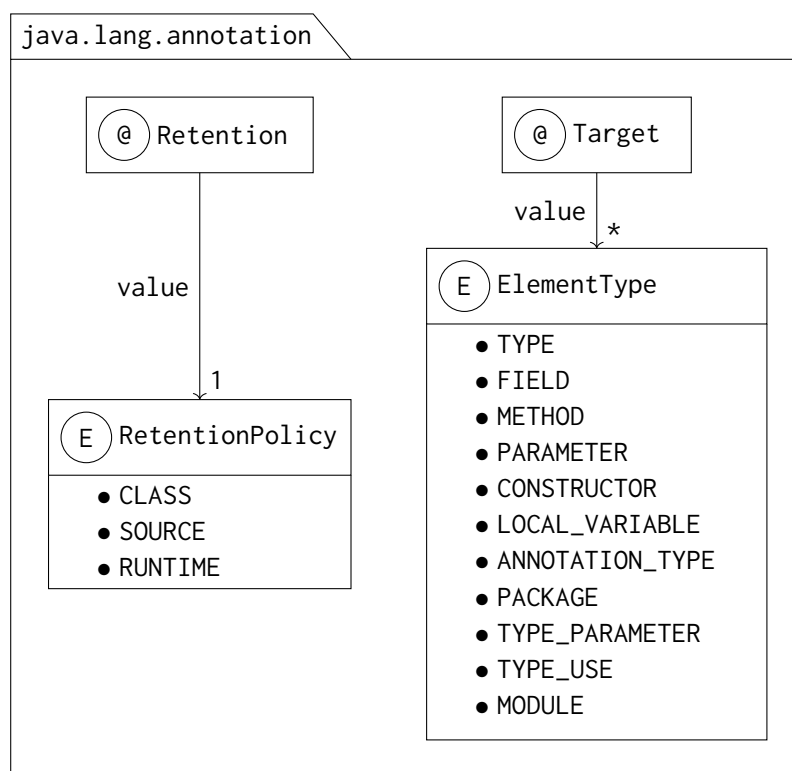 java.lang.annotation
@ Retention
value
1
E RetentionPolicy
CLASS
SOURCE
RUNTIME
@ Target
value
*
E ElementType
TYPE
FIELD
METHOD
PARAMETER
CONSTRUCTOR
LOCAL_VARIABLE
ANNOTATION_TYPE
PACKAGE
TYPE_PARAMETER
TYPE_USE
MODULE